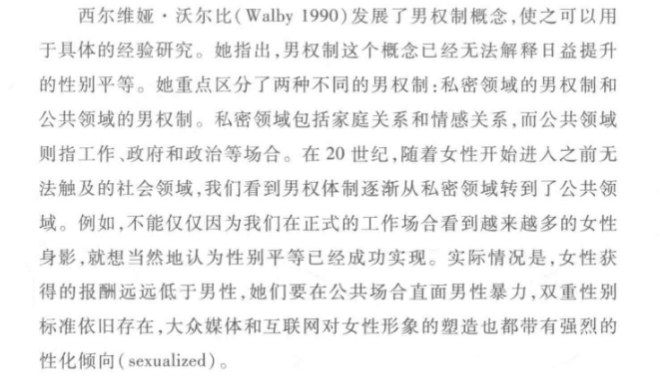 西尔维娅·沃尔比(Walby 1990)发展了男权制概念,使之可以用
于具体的经验研究。她指出,男权制这个概念已经无法解释日益提升
的性别平等。她重点区分了两种不同的男权制:私密领域的男权制和
公共领域的男权制。私密领域包括家庭关系和情感关系,而公共领域
则指工作、政府和政治等场合。在 20 世纪,随着女性开始进入之前无
法触及的社会领域,我们看到男权体制逐渐从私密领域转到了公共领
域。例如,不能仅仅因为我们在正式的工作场合看到越来越多的女性
身影,就想当然地认为性别平等已经成功实现。实际情况是,女性获
得的报酬远远低于男性,她们要在公共场合直面男性暴力,双重性别
标准依旧存在,大众媒体和互联网对女性形象的塑造也都带有强烈的
性化倾向(sexualized)。